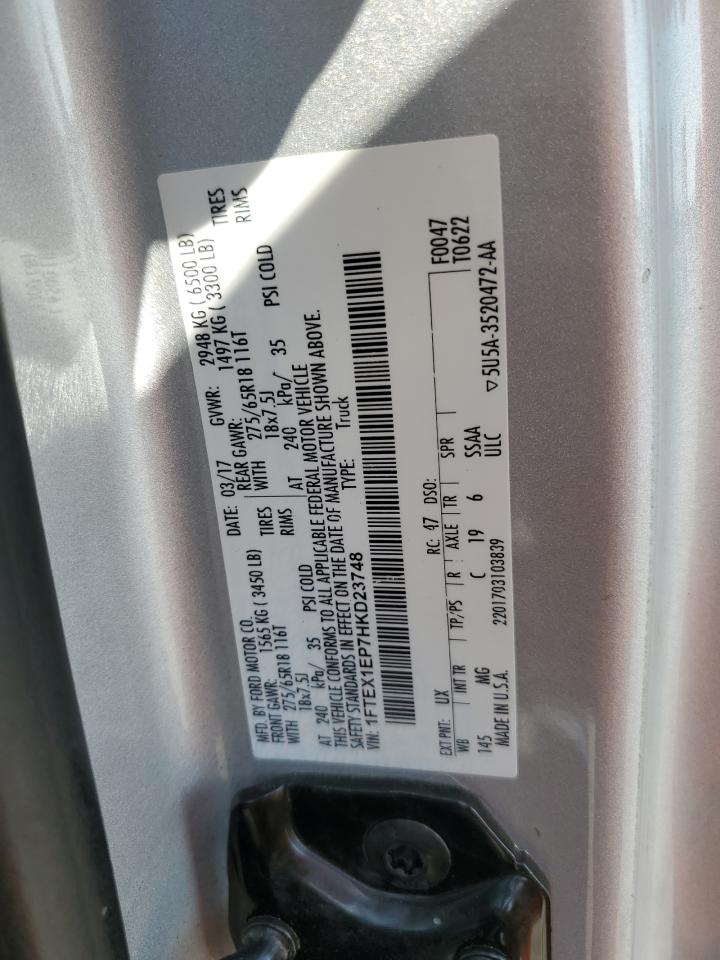 MFD. BY FORD MOTOR CO. DATE: 03/17 GVWR: 2948 KG ( 6500 LB)
FRONT GAWR: 1565 KG ( 3450 LB) REAR GAWR: 1497 KG ( 3300 LB)
WITH 275/65R18 116T TIRES WITH 275/65R18 116T TIRES
18x7.5J RIMS 18x7.5J RIMS
AT 240 kPa/ 35 PSI COLD AT 240 kPa/ 35 PSI COLD
THIS VEHICLE CONFORMS TO ALL APPLICABLE FEDERAL MOTOR VEHICLE
SAFETY STANDARDS IN EFFECT ON THE DATE OF MANUFACTURE SHOWN ABOVE.
VIN: 1FTEX1EP7HKD23748 TYPE: Truck
F0047
EXT PNT: UX RC: 47 DSO: T0622
WB INT TR TP/PS R AXLE TR SPR
145 MG C 19 6 SSAA
MADE IN U.S.A. 2201703103839 ULC ▽5U5A-3520472-AA